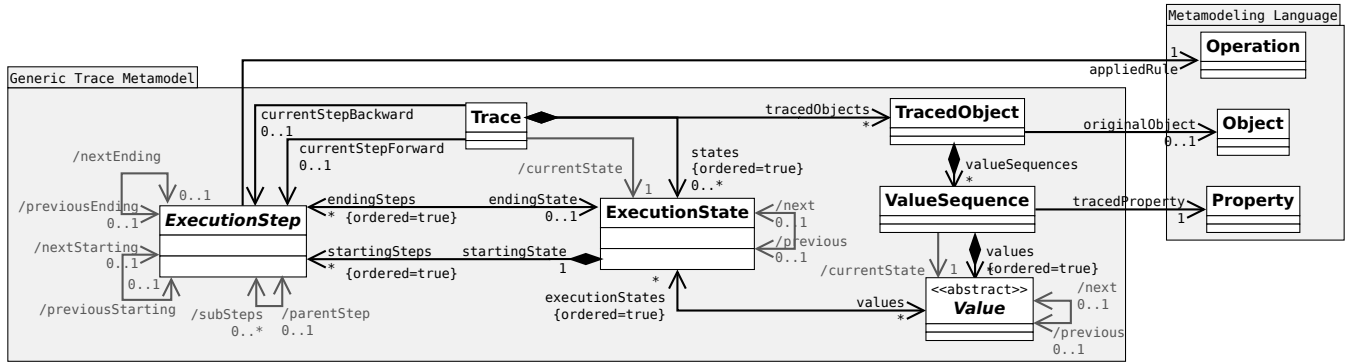 Metamodeling Language
Operation
1
appliedRule
Generic Trace Metamodel
currentStepBackward
0..1
Trace
tracedObjects
*
TracedObject
originalObject
0..1
Object
currentStepForward
0..1
/currentState
1
states
{ordered=true}
0..*
valueSequences
*
/nextEnding
0..1
/previousEnding
0..1
ExecutionStep
endingSteps
* {ordered=true}
endingState
0..1
ExecutionState
/next
0..1
/previous
0..1
ValueSequence
tracedProperty
1
Property
/nextStarting
0..1
0..1
/previousStarting
startingSteps
* {ordered=true}
startingState
1
/subSteps
0..*
/parentStep
0..1
*
executionStates
{ordered=true}
values
*
/currentState
1
values
*
{ordered=true}
<<abstract>>
Value
/next
0..1
/previous
0..1